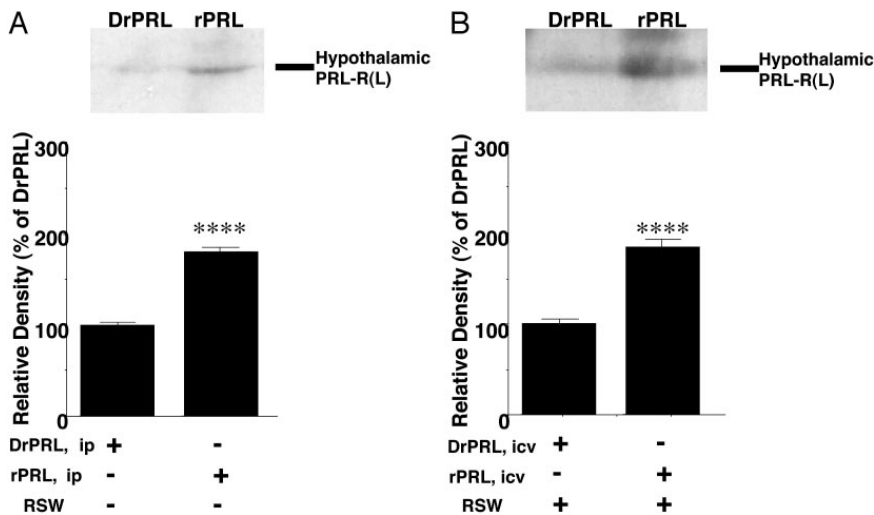 A
DrPRL rPRL
Hypothalamic
PRL-R(L)
Relative Density (% of DrPRL)
300
200
100
0
****
DrPRL, ip + -
rPRL, ip - +
RSW - -
B
DrPRL rPRL
Hypothalamic
PRL-R(L)
Relative Density (% of DrPRL)
300
200
100
0
****
DrPRL, icv + -
rPRL, icv - +
RSW + +